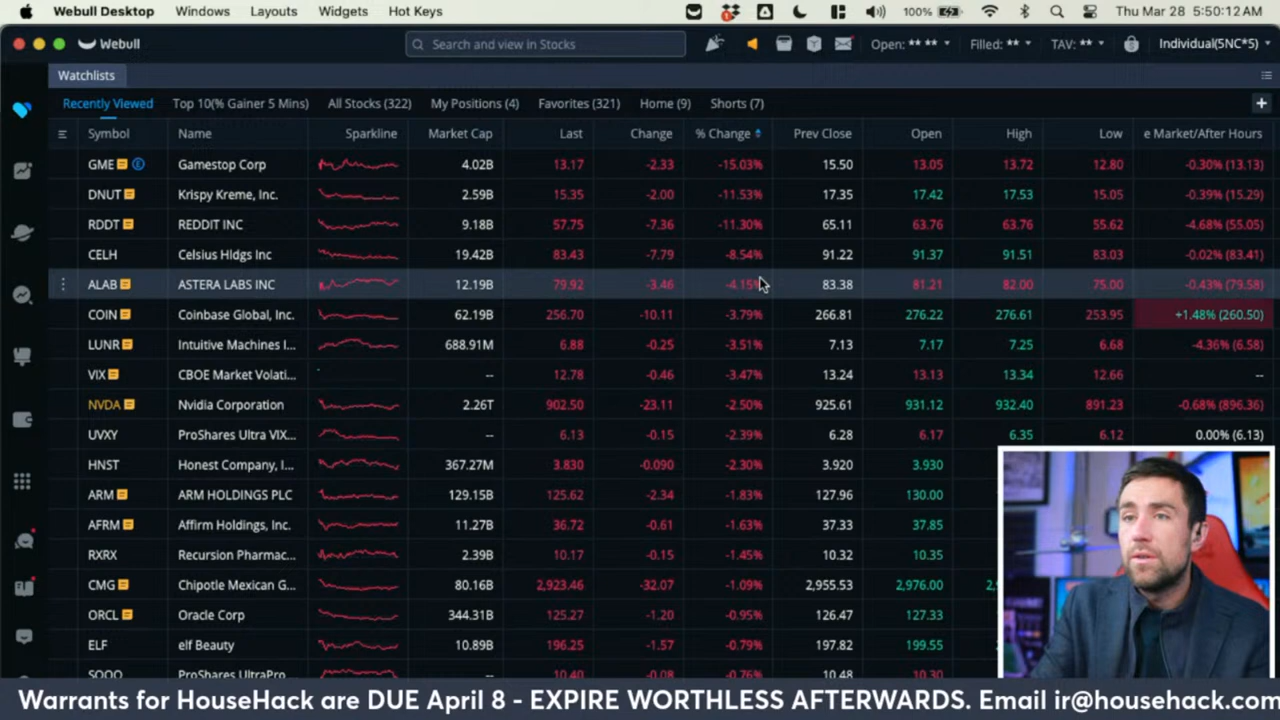 Webull Desktop Windows Layouts Widgets Hot Keys 100% Thu Mar 28 5:50:12 AM
Webull Search and view in Stocks Open: ** ** Filled: ** TAV: ** Individual(5NC*5)
Watchlists
Recently Viewed Top 10(% Gainer 5 Mins) All Stocks (322) My Positions (4) Favorites (321) Home (9) Shorts (7)
Symbol Name Sparkline Market Cap Last Change % Change Prev Close Open High Low e Market/After Hours
GME Gamestop Corp 4.02B 13.17 -2.33 -15.03% 15.50 13.05 13.72 12.80 -0.30% (13.13)
DNUT Krispy Kreme, Inc. 2.59B 15.35 -2.00 -11.53% 17.35 17.42 17.53 15.05 -0.39% (15.29)
RDDT REDDIT INC 9.18B 57.75 -7.36 -11.30% 65.11 63.76 63.76 55.62 -4.68% (55.05)
CELH Celsius Hldgs Inc 19.42B 83.43 -7.79 -8.54% 91.22 91.37 91.51 83.03 -0.02% (83.41)
ALAB ASTERA LABS INC 12.19B 79.92 -3.46 -4.15% 83.38 81.21 82.00 75.00 -0.43% (79.58)
COIN Coinbase Global, Inc. 62.19B 256.70 -10.11 -3.79% 266.81 276.22 276.61 253.95 +1.48% (260.50)
LUNR Intuitive Machines I... 688.91M 6.88 -0.25 -3.51% 7.13 7.17 7.25 6.68 -4.36% (6.58)
VIX CBOE Market Volati... -- 12.78 -0.46 -3.47% 13.24 13.13 13.34 12.66 --
NVDA Nvidia Corporation 2.26T 902.50 -23.11 -2.50% 925.61 931.12 932.40 891.23 -0.68% (896.36)
UVXY ProShares Ultra VIX... -- 6.13 -0.15 -2.39% 6.28 6.17 6.35 6.12 0.00% (6.13)
HNST Honest Company, I... 367.27M 3.830 -0.090 -2.30% 3.920 3.930
ARM ARM HOLDINGS PLC 129.15B 125.62 -2.34 -1.83% 127.96 130.00
AFRM Affirm Holdings, Inc. 11.27B 36.72 -0.61 -1.63% 37.33 37.85
RXRX Recursion Pharmac... 2.39B 10.17 -0.15 -1.45% 10.32 10.35
CMG Chipotle Mexican G... 80.16B 2,923.46 -32.07 -1.09% 2,955.53 2,976.00 2,
ORCL Oracle Corp 344.31B 125.27 -1.20 -0.95% 126.47 127.33
ELF elf Beauty 10.89B 196.25 -1.57 -0.79% 197.82 199.55
SQQQ ProShares UltraPro -- 10.40 -0.08 -0.76% 10.48 10.30
Warrants for HouseHack are DUE April 8 - EXPIRE WORTHLESS AFTERWARDS. Email ir@househack.com